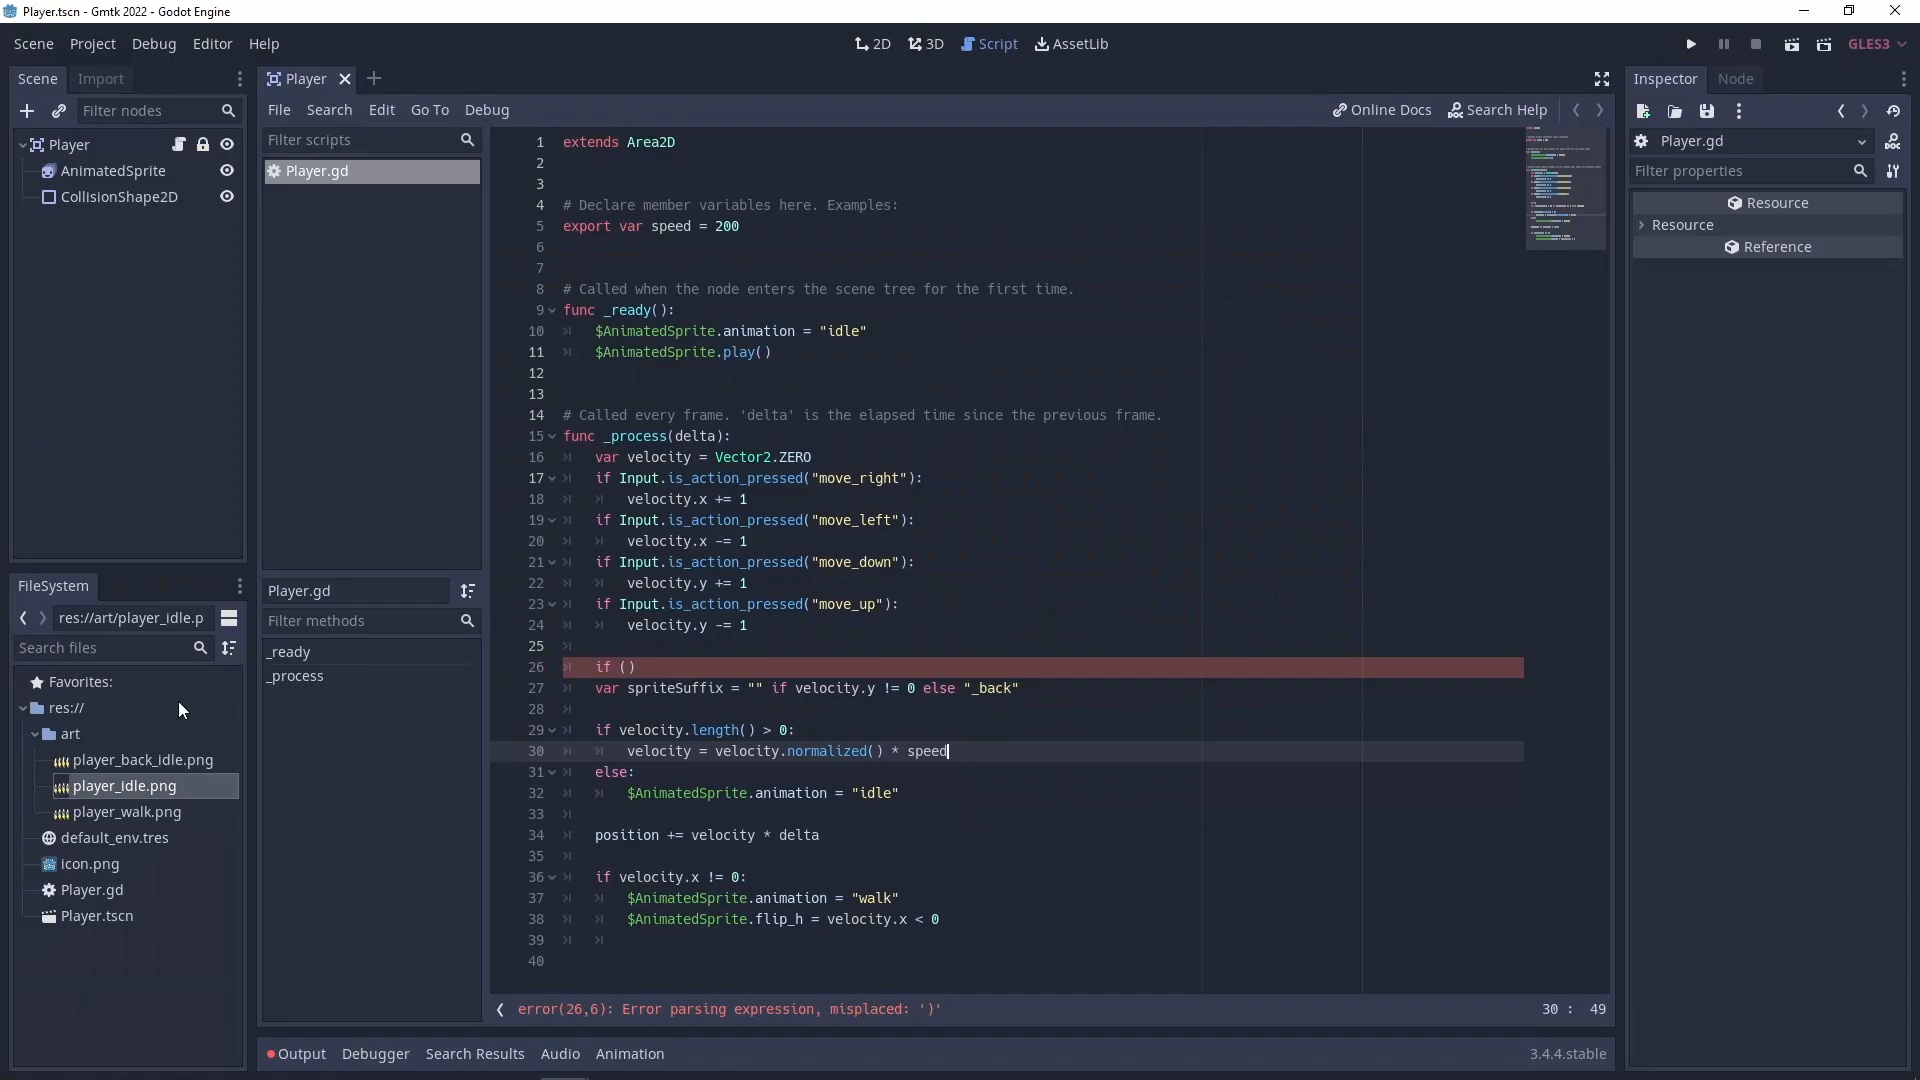 Player.tscn - Gmtk 2022 - Godot Engine
Scene Project Debug Editor Help
2D 3D Script AssetLib
GLES3
Scene Import
Filter nodes
Player
AnimatedSprite
CollisionShape2D
FileSystem
res://art/player_idle.p
Search files
Favorites:
res://
art
player_back_idle.png
player_idle.png
player_walk.png
default_env.tres
icon.png
Player.gd
Player.tscn
Player
File Search Edit Go To Debug
Online Docs Search Help
Filter scripts
Player.gd
Player.gd
Filter methods
_ready
_process
1 extends Area2D
2
3
4 # Declare member variables here. Examples:
5 export var speed = 200
6
7
8 # Called when the node enters the scene tree for the first time.
9 func _ready():
10 $AnimatedSprite.animation = "idle"
11 $AnimatedSprite.play()
12
13
14 # Called every frame. 'delta' is the elapsed time since the previous frame.
15 func _process(delta):
16 var velocity = Vector2.ZERO
17 if Input.is_action_pressed("move_right"):
18 velocity.x += 1
19 if Input.is_action_pressed("move_left"):
20 velocity.x -= 1
21 if Input.is_action_pressed("move_down"):
22 velocity.y += 1
23 if Input.is_action_pressed("move_up"):
24 velocity.y -= 1
25
26 if ()
27 var spriteSuffix = "" if velocity.y != 0 else "_back"
28
29 if velocity.length() > 0:
30 velocity = velocity.normalized() * speed
31 else:
32 $AnimatedSprite.animation = "idle"
33
34 position += velocity * delta
35
36 if velocity.x != 0:
37 $AnimatedSprite.animation = "walk"
38 $AnimatedSprite.flip_h = velocity.x < 0
39
40
error(26,6): Error parsing expression, misplaced: ')'
30 : 49
Output Debugger Search Results Audio Animation
3.4.4.stable
Inspector Node
Player.gd
Filter properties
Resource
Resource
Reference